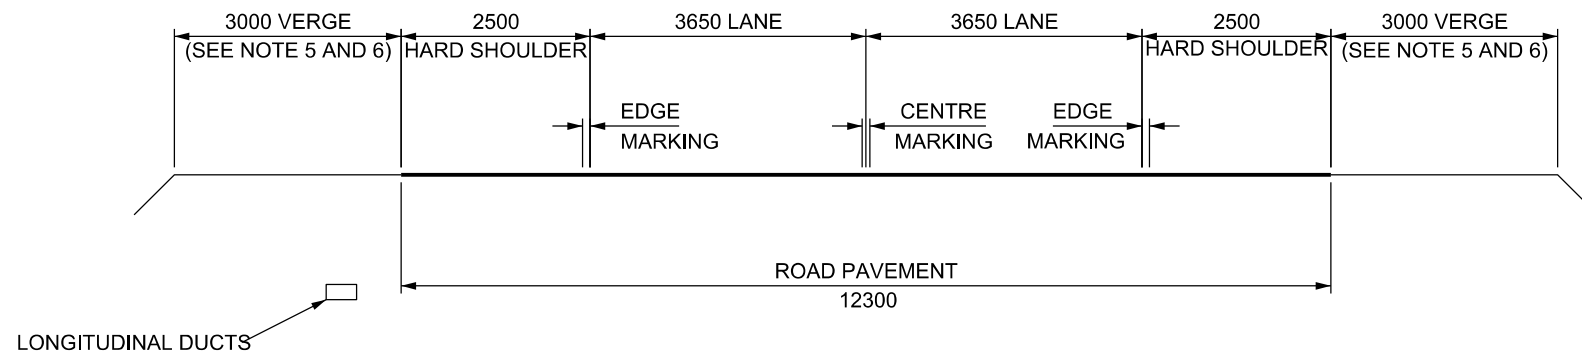 3000 VERGE
(SEE NOTE 5 AND 6)
2500
HARD SHOULDER
3650 LANE
3650 LANE
2500
HARD SHOULDER
3000 VERGE
(SEE NOTE 5 AND 6)
EDGE
MARKING
CENTRE
MARKING
EDGE
MARKING
ROAD PAVEMENT
12300
LONGITUDINAL DUCTS